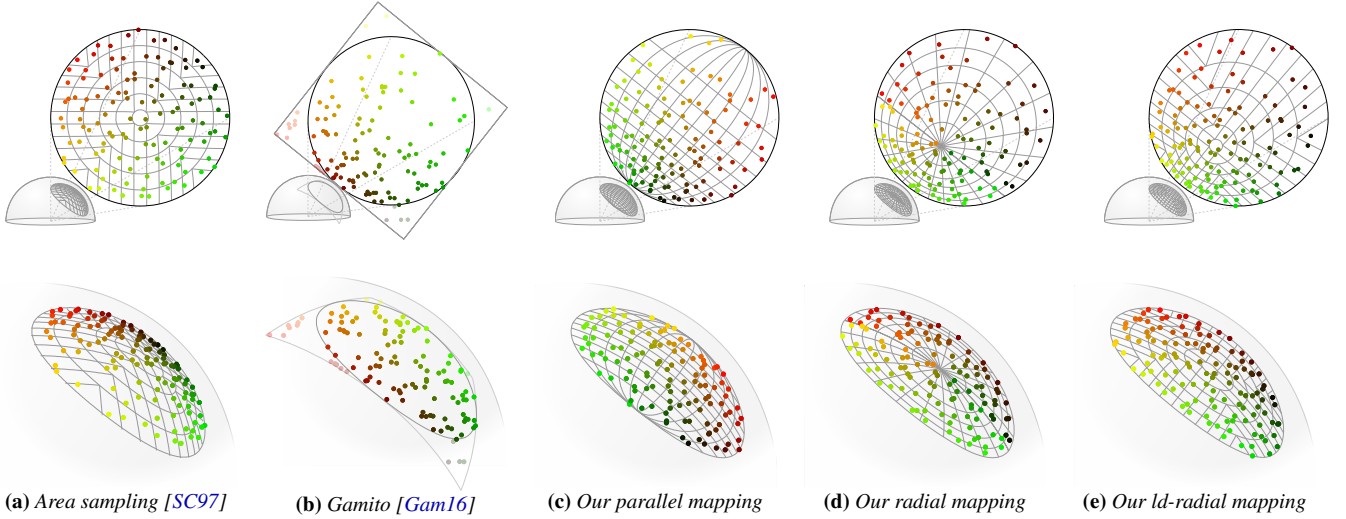 (a) Area sampling [SC97]
(b) Gamito [Gam16]
(c) Our parallel mapping
(d) Our radial mapping
(e) Our ld-radial mapping